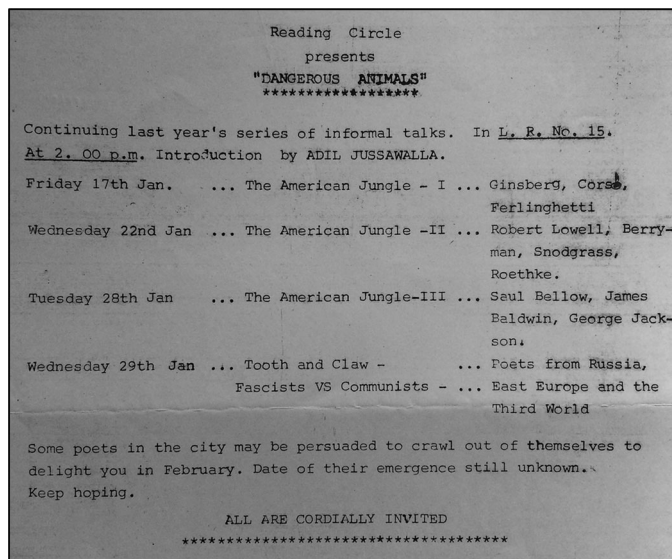 Reading Circle
presents
"DANGEROUS ANIMALS"
******************
Continuing last year's series of informal talks. In L. R. No. 15.
At 2. 00 p.m. Introduction by ADIL JUSSAWALLA.
Friday 17th Jan. ... The American Jungle - I ... Ginsberg, Corso,
Ferlinghetti
Wednesday 22nd Jan ... The American Jungle -II ... Robert Lowell, Berry-
man, Snodgrass,
Roethke.
Tuesday 28th Jan ... The American Jungle-III ... Saul Bellow, James
Baldwin, George Jack-
son.
Wednesday 29th Jan ... Tooth and Claw - ... Poets from Russia,
Fascists VS Communists - ... East Europe and the
Third World
Some poets in the city may be persuaded to crawl out of themselves to
delight you in February. Date of their emergence still unknown.
Keep hoping.
ALL ARE CORDIALLY INVITED
*************************************